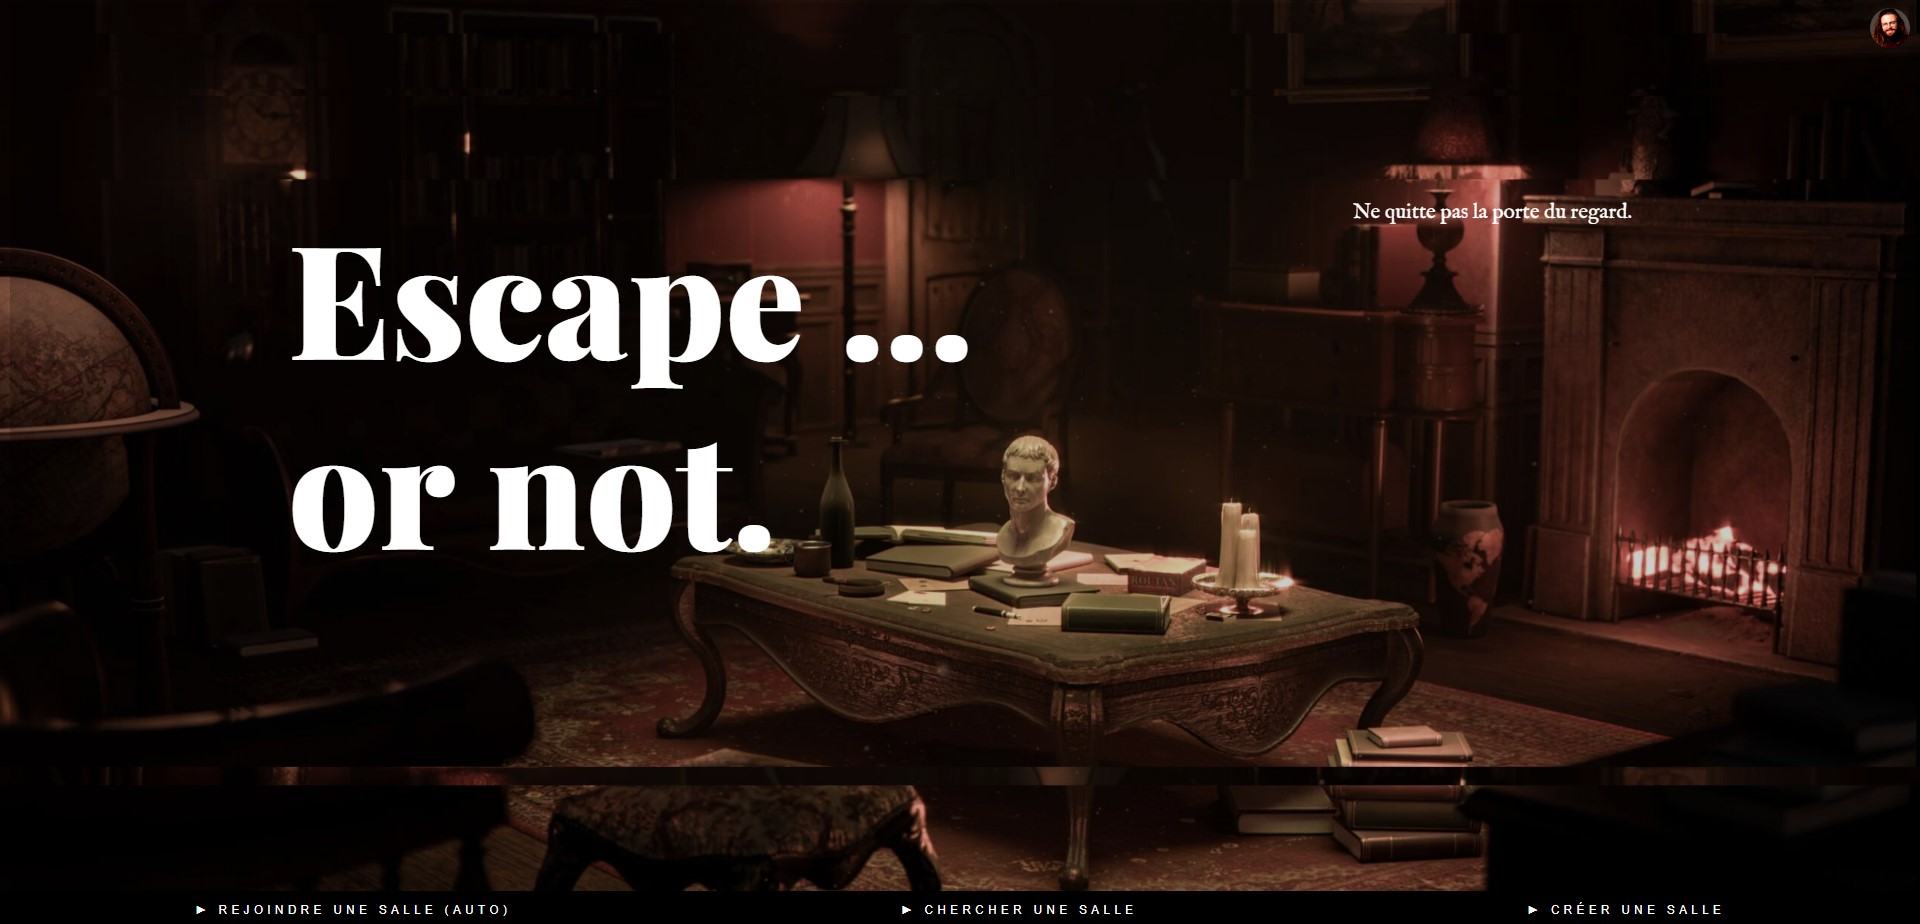 Ne quitte pas la porte du regard.
Escape ...
or not.
► REJOINDRE UNE SALLE (AUTO)
► CHERCHER UNE SALLE
► CRÉER UNE SALLE